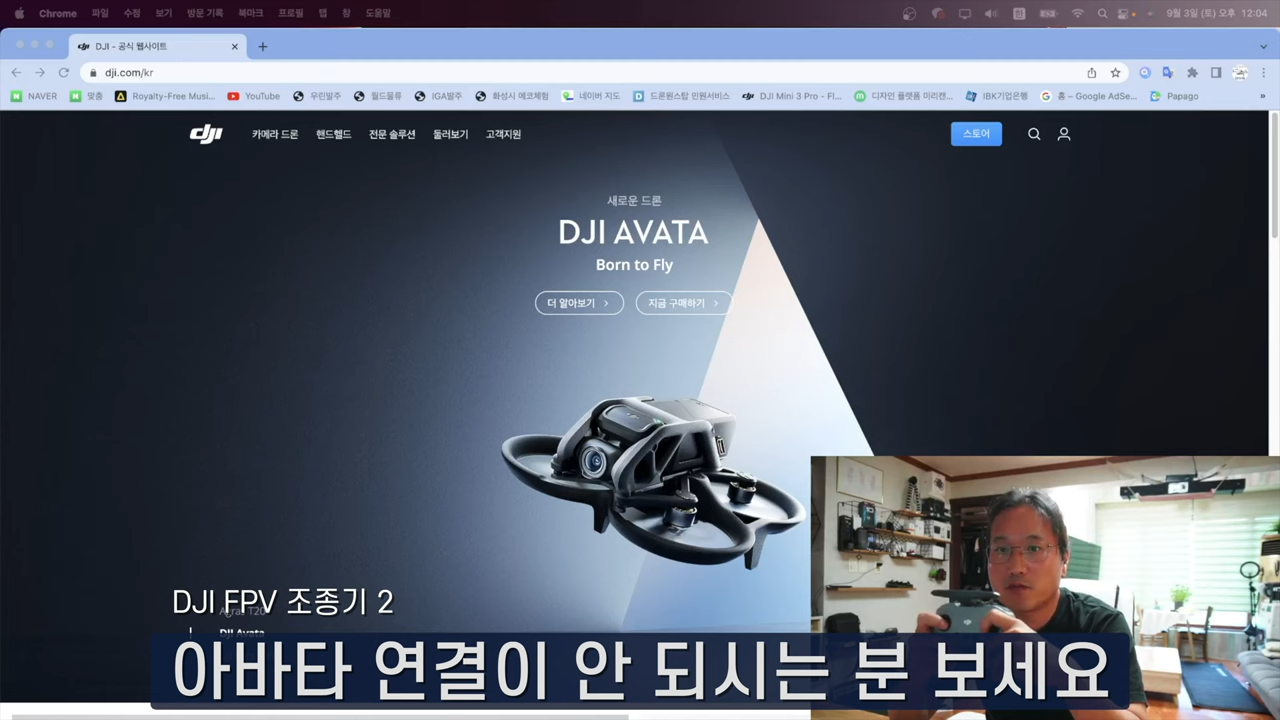 Chrome 파일 수정 보기 방문 기록 북마크 프로필 탭 창 도움말 9월 3일 (토) 오후 12:04
DJI - 공식 웹사이트
dji.com/kr
NAVER 맞춤 Royalty-Free Musi... YouTube 우린발주 월드물류 IGA발주 화성시 에코체험 네이버 지도 드론원스탑 민원서비스 DJI Mini 3 Pro - Fl... 디자인 플랫폼 미리캔... IBK기업은행 홈 – Google AdSe... Papago »
dji 카메라 드론 핸드헬드 전문 솔루션 둘러보기 고객지원 스토어
새로운 드론
DJI AVATA
Born to Fly
더 알아보기 > 지금 구매하기 >
DJI FPV 조종기 2
Agras T20
DJI Avata
아바타 연결이 안 되시는 분 보세요